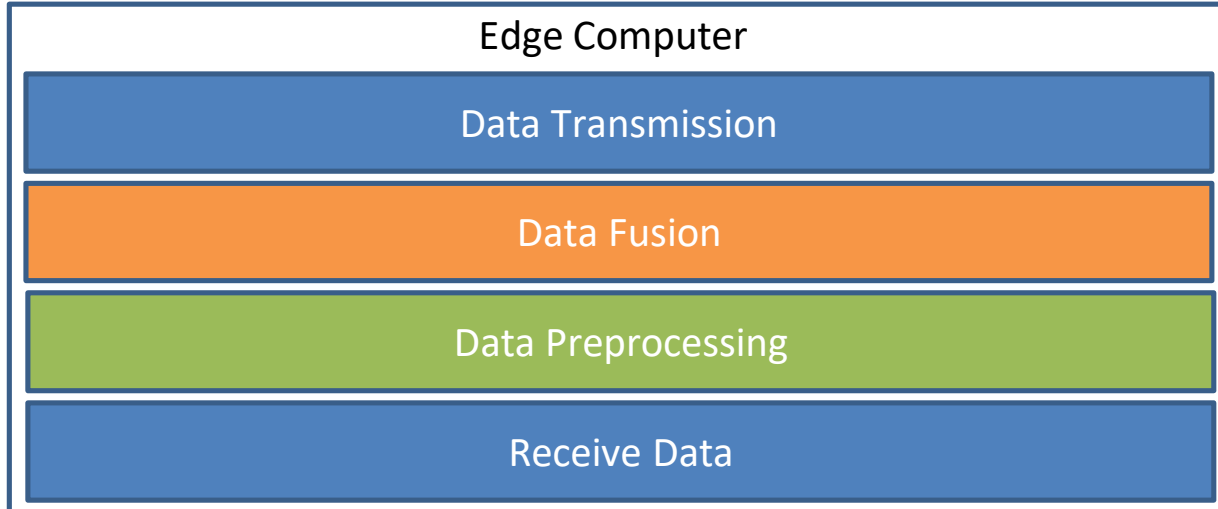 Edge Computer
Data Transmission
Data Fusion
Data Preprocessing
Receive Data